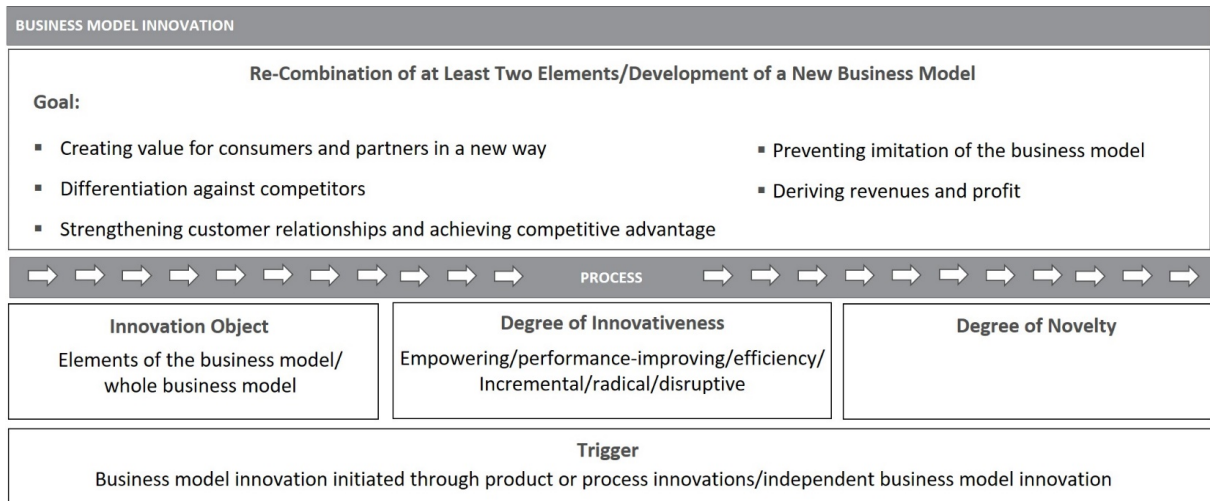 BUSINESS MODEL INNOVATION
Re-Combination of at Least Two Elements/Development of a New Business Model
Goal:
▪ Creating value for consumers and partners in a new way
▪ Differentiation against competitors
▪ Strengthening customer relationships and achieving competitive advantage
▪ Preventing imitation of the business model
▪ Deriving revenues and profit
PROCESS
Innovation Object
Elements of the business model/
whole business model
Degree of Innovativeness
Empowering/performance-improving/efficiency/
Incremental/radical/disruptive
Degree of Novelty
Trigger
Business model innovation initiated through product or process innovations/independent business model innovation